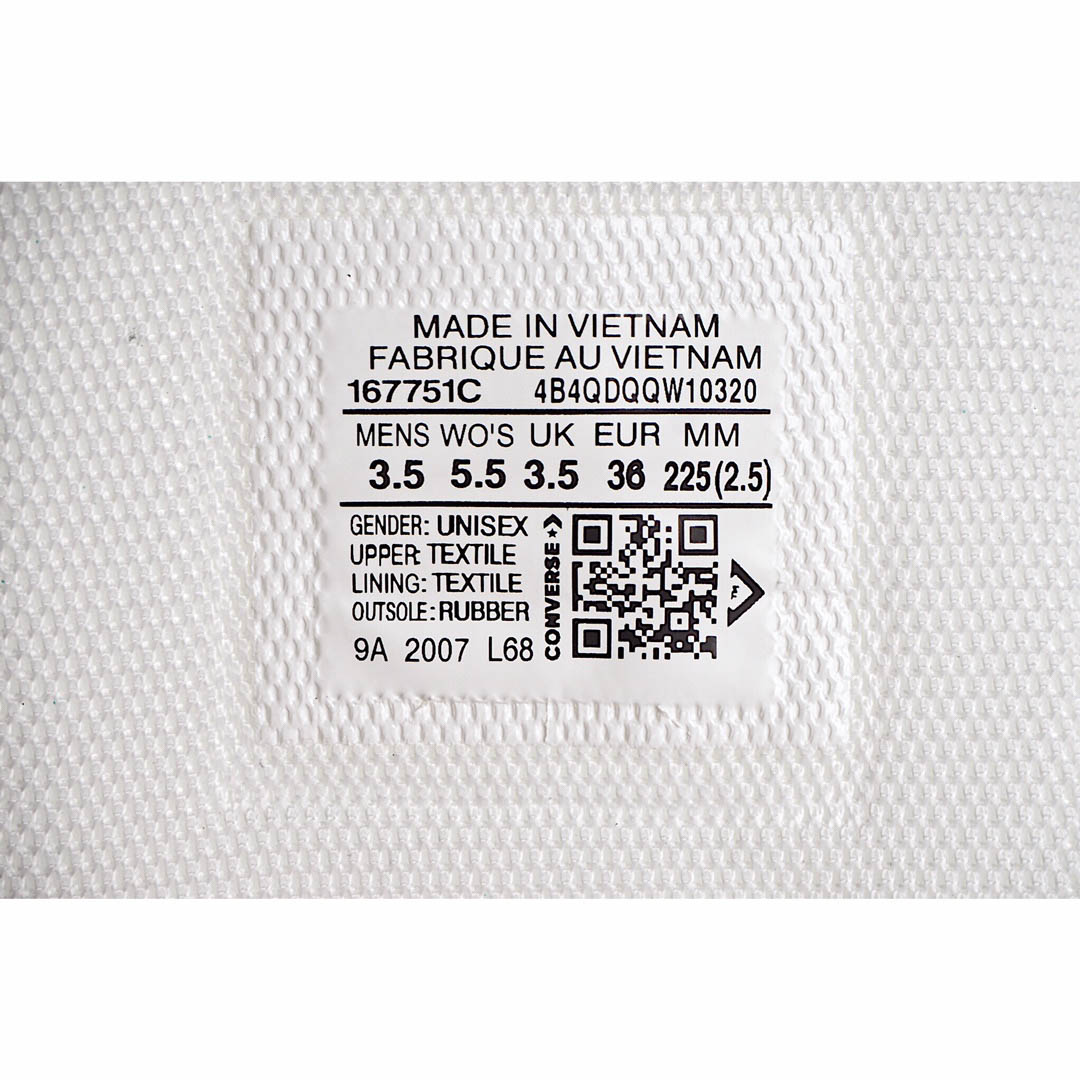 MADE IN VIETNAM
FABRIQUE AU VIETNAM
167751C 4B4QDQQW10320
MENS WO'S UK EUR MM
3.5 5.5 3.5 36 225(2.5)
GENDER: UNISEX
UPPER: TEXTILE
LINING: TEXTILE
OUTSOLE: RUBBER
9A 2007 L68
CONVERSE